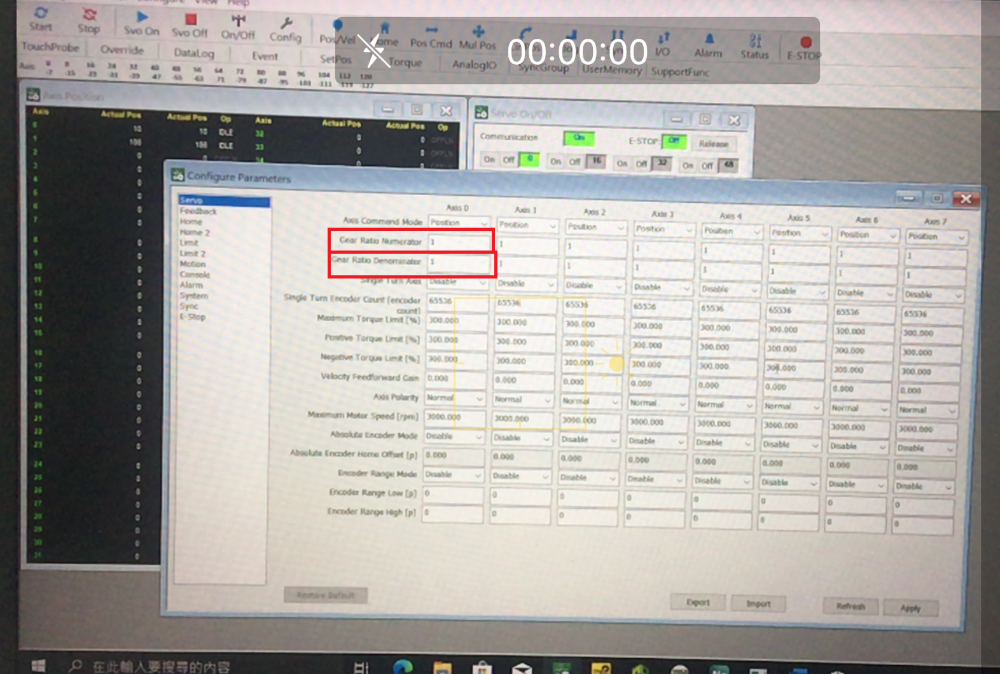 Configure View Help
Start Stop Svo On Svo Off On/Off Config Pos/Vel Home Pos Cmd Mul Pos I/O Alarm Status E-STOP
00:00:00
TouchProbe Override DataLog Event SetPos Torque AnalogIO SyncGroup UserMemory SupportFunc
Axis 0 8 16 24 32 40 48 56 64 72 80 88 96 104 112 120
-7 -15 -23 -31 -39 -47 -55 -63 -71 -79 -87 -95 -103 -111 -119 -127
Axis Position
Axis Actual Pos Actual Pos Op Axis Actual Pos Actual Pos Op
0 10 10 IDLE 32 0 0 OFFLN
1 186 186 IDLE 33 0 0 OFFLN
2 0
3 0
4 0
5 0
6 0
7 0
8 0
9 0
10 0
11 0
12 0
13 0
14 0
15 0
16 0
17 0
18 0
19 0
20 0
21 0
22 0
23 0
24 0
25 0
26 0
27 0
28 0
29 0
30 0
31 0
Servo On/Off
Communication On E-STOP: Off Release
On Off 0 On Off 16 On Off 32 On Off 48
Configure Parameters
Servo
Feedback
Home
Home 2
Limit
Limit 2
Motion
Console
Alarm
System
Sync
E-Stop
Axis 0 Axis 1 Axis 2 Axis 3 Axis 4 Axis 5 Axis 6 Axis 7
Axis Command Mode Position Position Position Position Position Position Position Position
Gear Ratio Numerator 1 1 1 1 1 1 1 1
Gear Ratio Denominator 1 1 1 1 1 1 1 1
Single Turn Axis Disable Disable Disable Disable Disable Disable Disable Disable
Single Turn Encoder Count [encoder count] 65536 65536 65536 65536 65536 65536 65536 65536
Maximum Torque Limit [%] 300.000 300.000 300.000 300.000 300.000 300.000 300.000 300.000
Positive Torque Limit [%] 300.000 300.000 300.000 300.000 300.000 300.000 300.000 300.000
Negative Torque Limit [%] 300.000 300.000 300.000 300.000 300.000 300.000 300.000 300.000
Velocity Feedforward Gain 0.000 0.000 0.000 0.000 0.000 0.000 0.000 0.000
Axis Polarity Normal Normal Normal Normal Normal Normal Normal Normal
Maximum Motor Speed [rpm] 3000.000 3000.000 3000.000 3000.000 3000.000 3000.000 3000.000 3000.000
Absolute Encoder Mode Disable Disable Disable Disable Disable Disable Disable Disable
Absolute Encoder Home Offset [p] 0.000 0.000 0.000 0.000 0.000 0.000 0.000 0.000
Encoder Range Mode Disable Disable Disable Disable Disable Disable Disable Disable
Encoder Range Low [p] 0 0 0 0 0 0 0 0
Encoder Range High [p] 0 0 0 0 0 0 0 0
Restore Default Export Import Refresh Apply
在此輸入要搜尋的內容